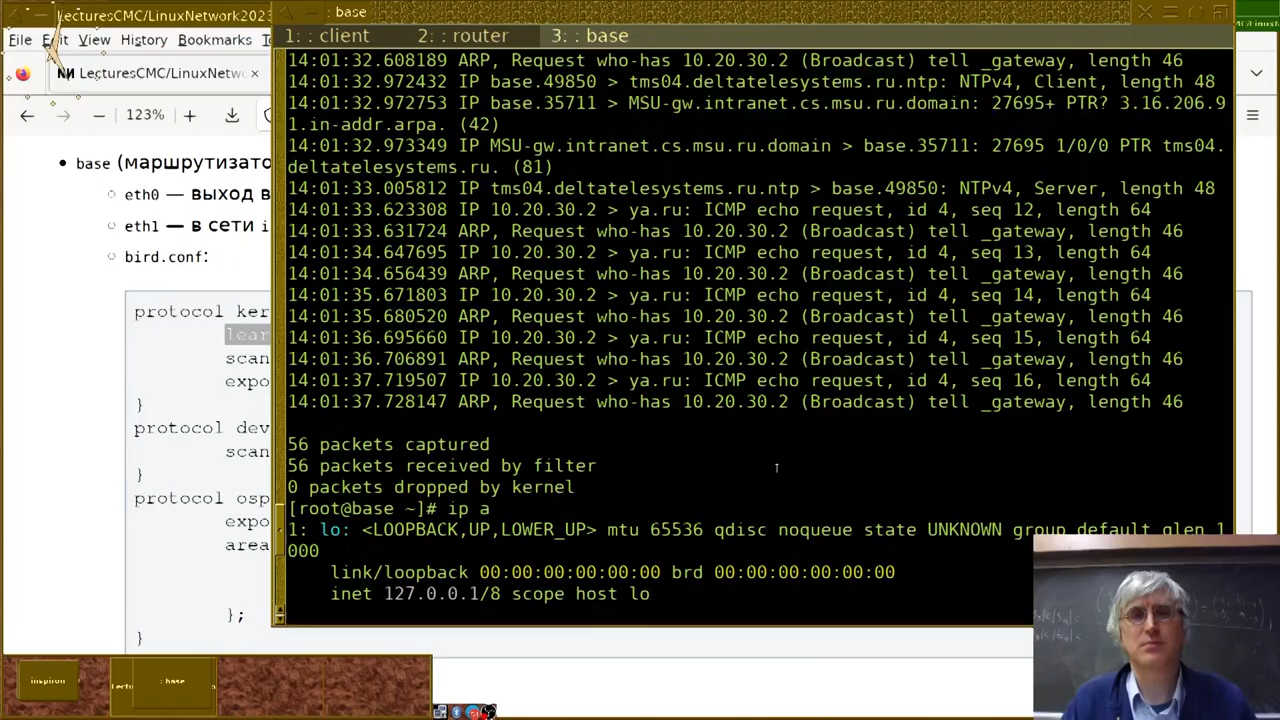 LecturesCMC/LinuxNetwork2023
: base
File Edit View History Bookmarks
1: : client 2: : router 3: : base
LecturesCMC/LinuxNetw
123%
base (маршрутизато
eth0 — выход в
eth1 — в сети i
bird.conf:
protocol ker
lear
scan
expo
}
protocol dev
scan
}
protocol osp
expo
area
};
}
14:01:32.608189 ARP, Request who-has 10.20.30.2 (Broadcast) tell _gateway, length 46
14:01:32.972432 IP base.49850 > tms04.deltatelesystems.ru.ntp: NTPv4, Client, length 48
14:01:32.972753 IP base.35711 > MSU-gw.intranet.cs.msu.ru.domain: 27695+ PTR? 3.16.206.9
1.in-addr.arpa. (42)
14:01:32.973349 IP MSU-gw.intranet.cs.msu.ru.domain > base.35711: 27695 1/0/0 PTR tms04.
deltatelesystems.ru. (81)
14:01:33.005812 IP tms04.deltatelesystems.ru.ntp > base.49850: NTPv4, Server, length 48
14:01:33.623308 IP 10.20.30.2 > ya.ru: ICMP echo request, id 4, seq 12, length 64
14:01:33.631724 ARP, Request who-has 10.20.30.2 (Broadcast) tell _gateway, length 46
14:01:34.647695 IP 10.20.30.2 > ya.ru: ICMP echo request, id 4, seq 13, length 64
14:01:34.656439 ARP, Request who-has 10.20.30.2 (Broadcast) tell _gateway, length 46
14:01:35.671803 IP 10.20.30.2 > ya.ru: ICMP echo request, id 4, seq 14, length 64
14:01:35.680520 ARP, Request who-has 10.20.30.2 (Broadcast) tell _gateway, length 46
14:01:36.695660 IP 10.20.30.2 > ya.ru: ICMP echo request, id 4, seq 15, length 64
14:01:36.706891 ARP, Request who-has 10.20.30.2 (Broadcast) tell _gateway, length 46
14:01:37.719507 IP 10.20.30.2 > ya.ru: ICMP echo request, id 4, seq 16, length 64
14:01:37.728147 ARP, Request who-has 10.20.30.2 (Broadcast) tell _gateway, length 46
56 packets captured
56 packets received by filter
0 packets dropped by kernel
[root@base ~]# ip a
1: lo: <LOOPBACK,UP,LOWER_UP> mtu 65536 qdisc noqueue state UNKNOWN group default qlen 1
000
link/loopback 00:00:00:00:00:00 brd 00:00:00:00:00:00
inet 127.0.0.1/8 scope host lo
inspiron
Lectu
: base